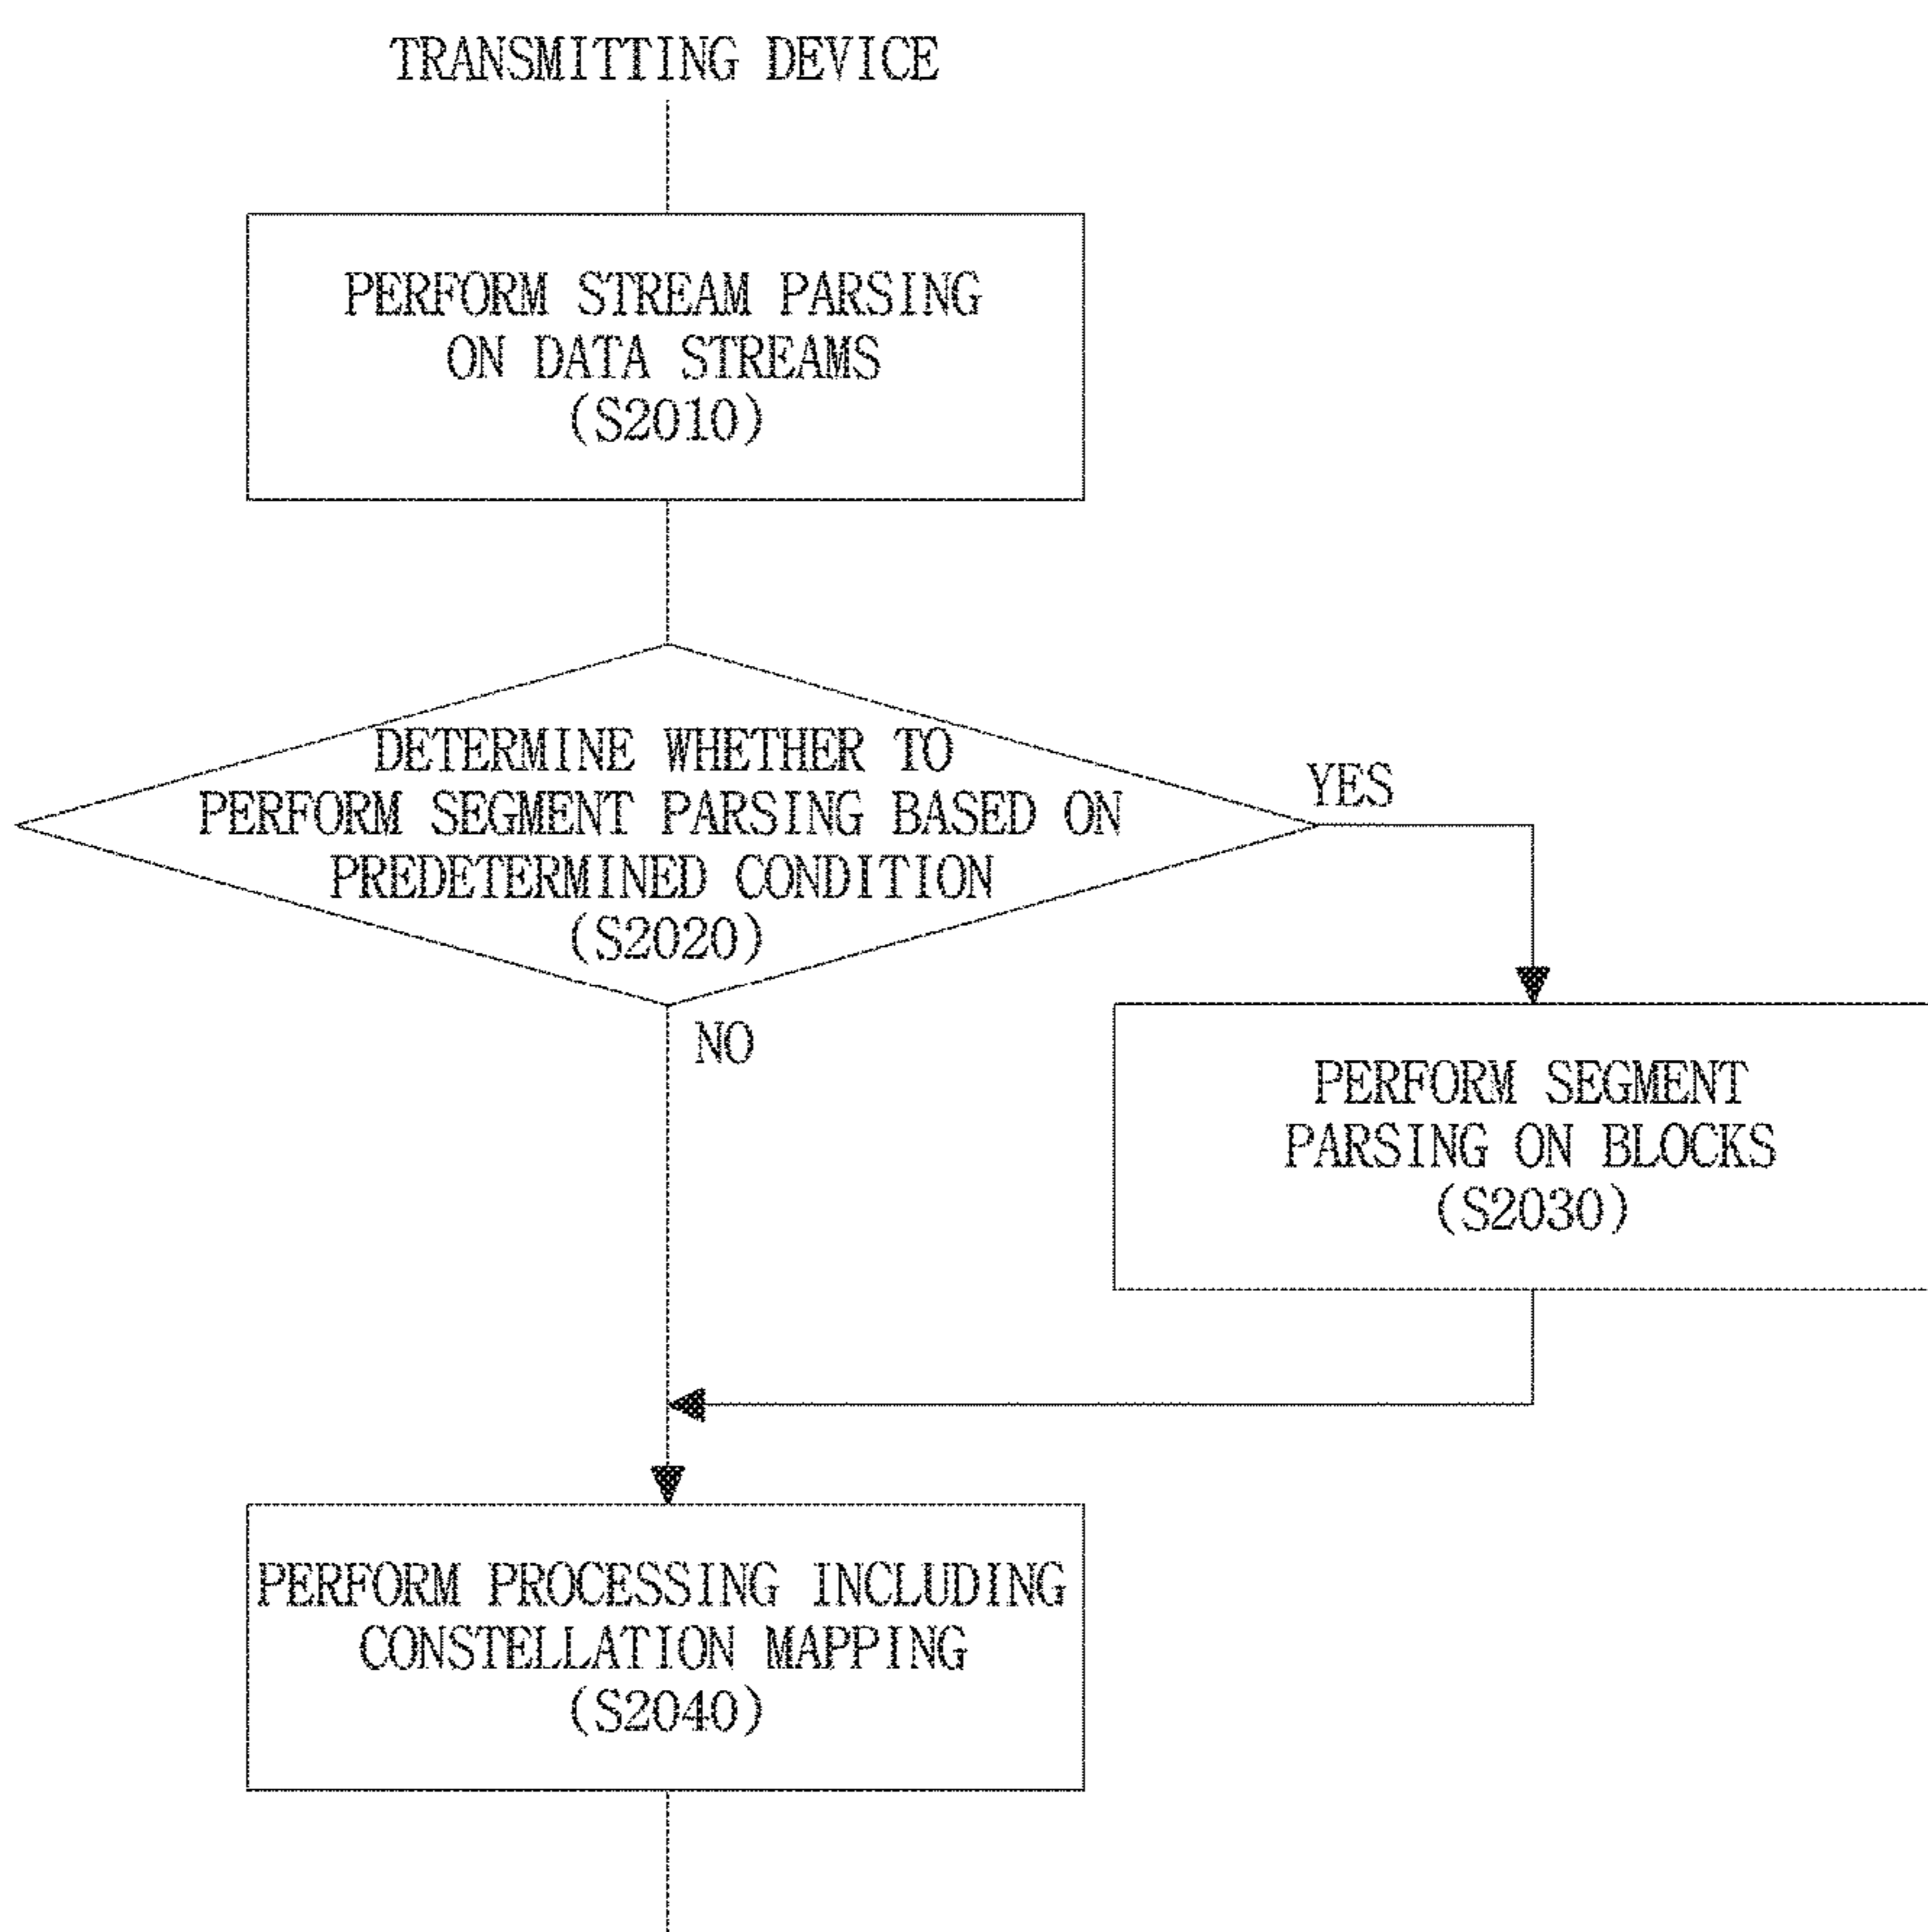 TRANSMITTING DEVICE
PERFORM STREAM PARSING
ON DATA STREAMS
(S2010)
DETERMINE WHETHER TO
PERFORM SEGMENT PARSING BASED ON
PREDETERMINED CONDITION
(S2020)
YES
NO
PERFORM SEGMENT
PARSING ON BLOCKS
(S2030)
PERFORM PROCESSING INCLUDING
CONSTELLATION MAPPING
(S2040)